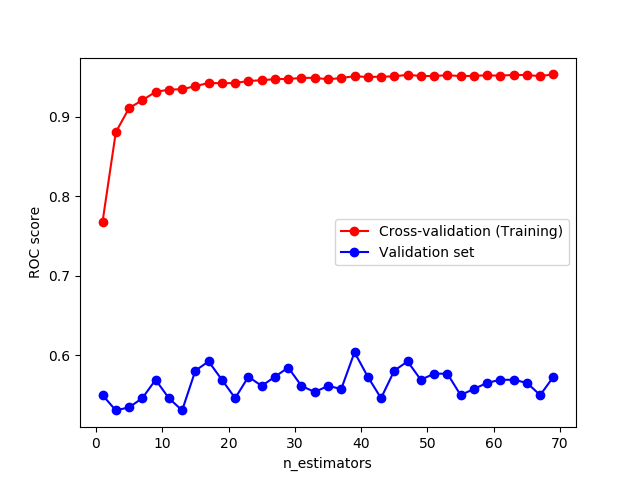 0.9
0.8
0.7
0.6
ROC score
Cross-validation (Training)
Validation set
0 10 20 30 40 50 60 70
n_estimators